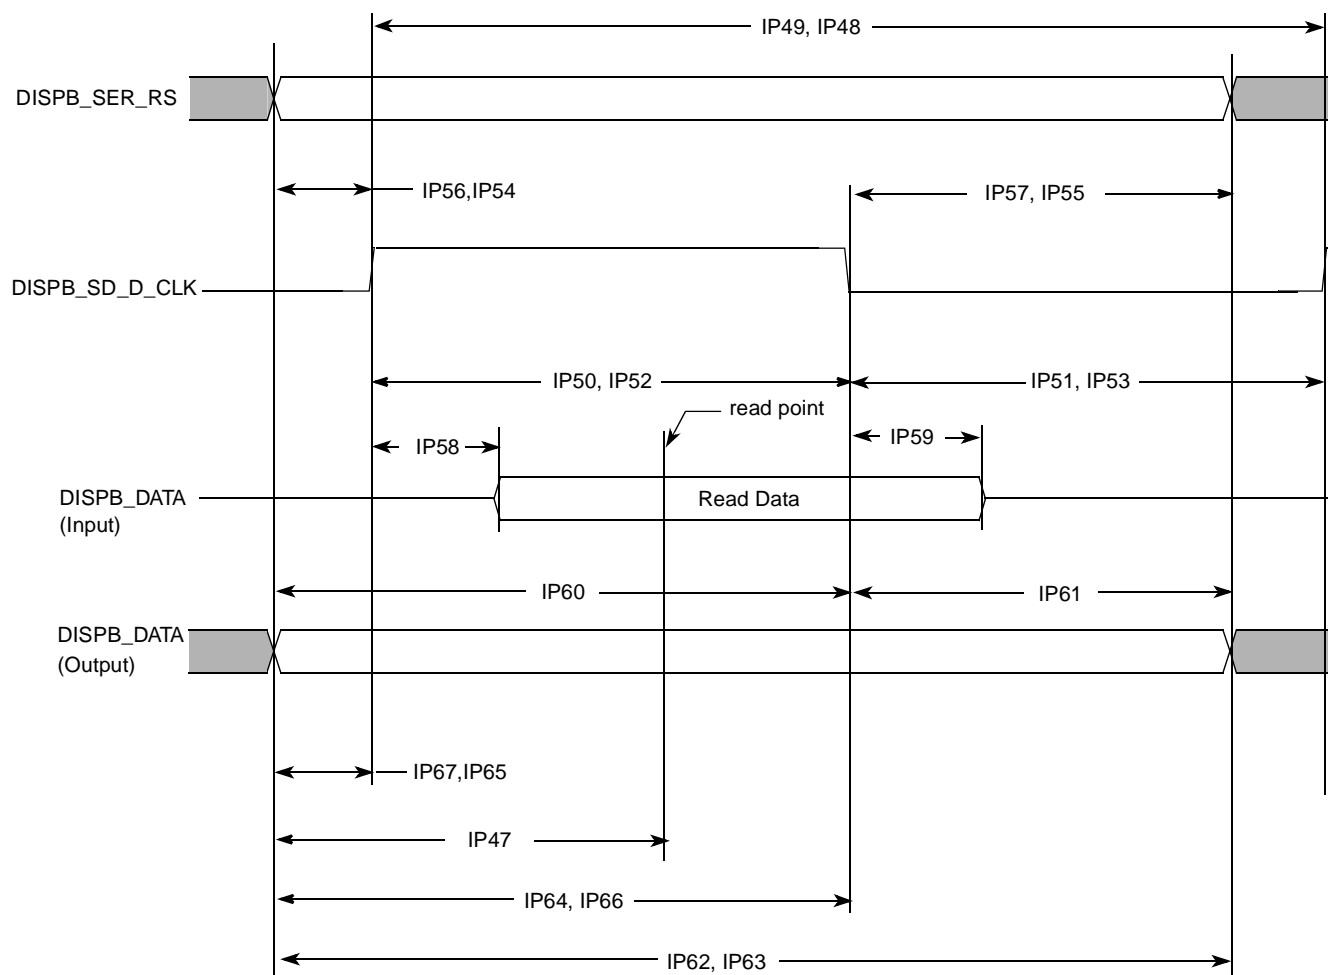 IP49, IP48
DISPB_SER_RS
IP56,IP54
IP57, IP55
DISPB_SD_D_CLK
IP50, IP52
IP51, IP53
read point
IP58
IP59
DISPB_DATA
(Input)
Read Data
IP60
IP61
DISPB_DATA
(Output)
IP67,IP65
IP47
IP64, IP66
IP62, IP63